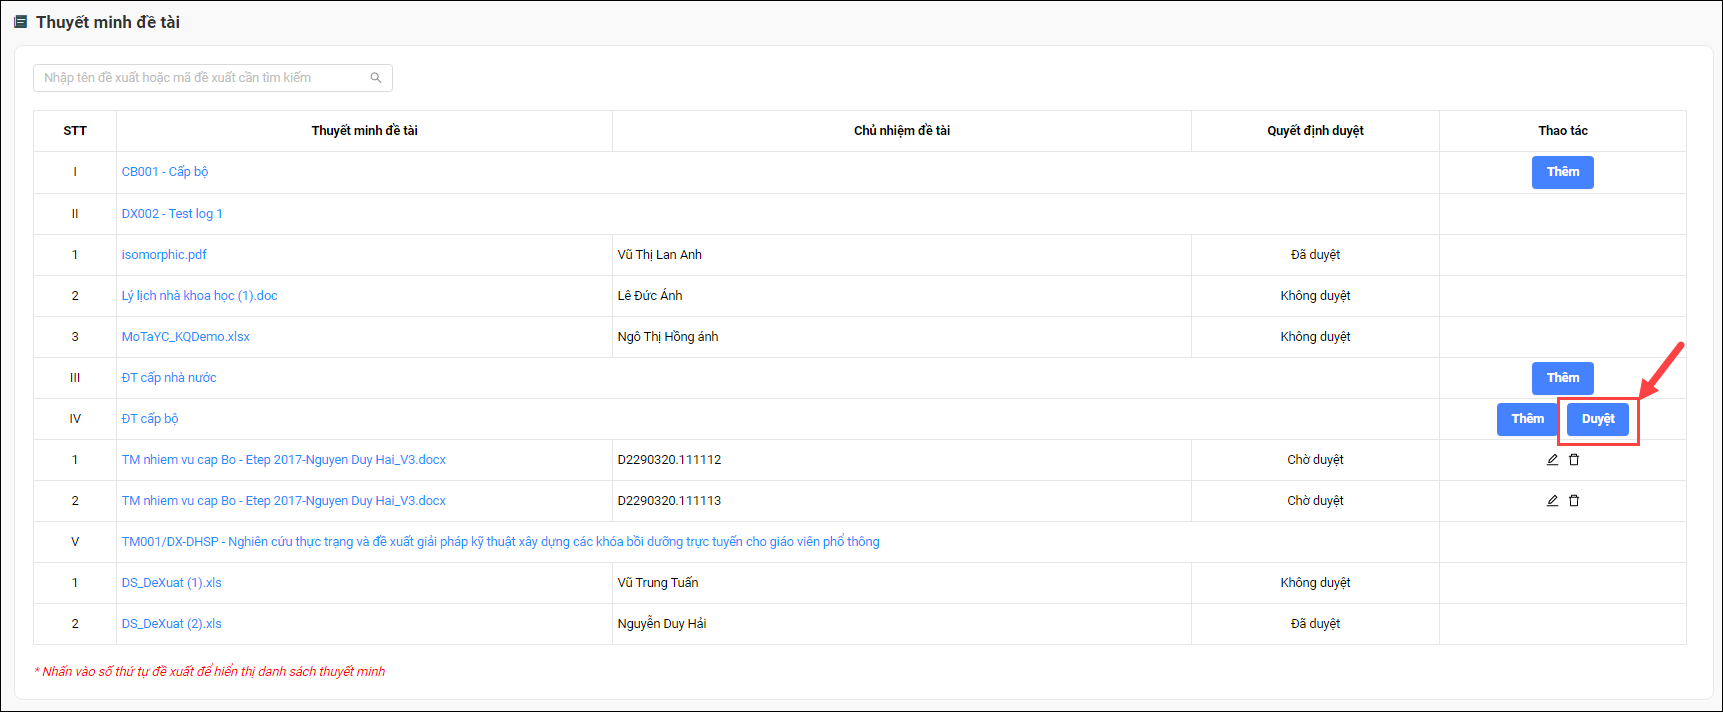 Thuyết minh đề tài
Nhập tên đề xuất hoặc mã đề xuất cần tìm kiếm
STT Thuyết minh đề tài Chủ nhiệm đề tài Quyết định duyệt Thao tác
I CB001 - Cấp bộ Thêm
II DX002 - Test log 1
1 isomorphic.pdf Vũ Thị Lan Anh Đã duyệt
2 Lý lịch nhà khoa học (1).doc Lê Đức Ánh Không duyệt
3 MoTaYC_KQDemo.xlsx Ngô Thị Hồng ánh Không duyệt
III ĐT cấp nhà nước Thêm
IV ĐT cấp bộ Thêm Duyệt
1 TM nhiem vu cap Bo - Etep 2017-Nguyen Duy Hai_V3.docx D2290320.111112 Chờ duyệt
2 TM nhiem vu cap Bo - Etep 2017-Nguyen Duy Hai_V3.docx D2290320.111113 Chờ duyệt
V TM001/DX-DHSP - Nghiên cứu thực trạng và đề xuất giải pháp kỹ thuật xây dựng các khóa bồi dưỡng trực tuyến cho giáo viên phổ thông
1 DS_DeXuat (1).xls Vũ Trung Tuấn Không duyệt
2 DS_DeXuat (2).xls Nguyễn Duy Hải Đã duyệt
* Nhấn vào số thứ tự đề xuất để hiển thị danh sách thuyết minh